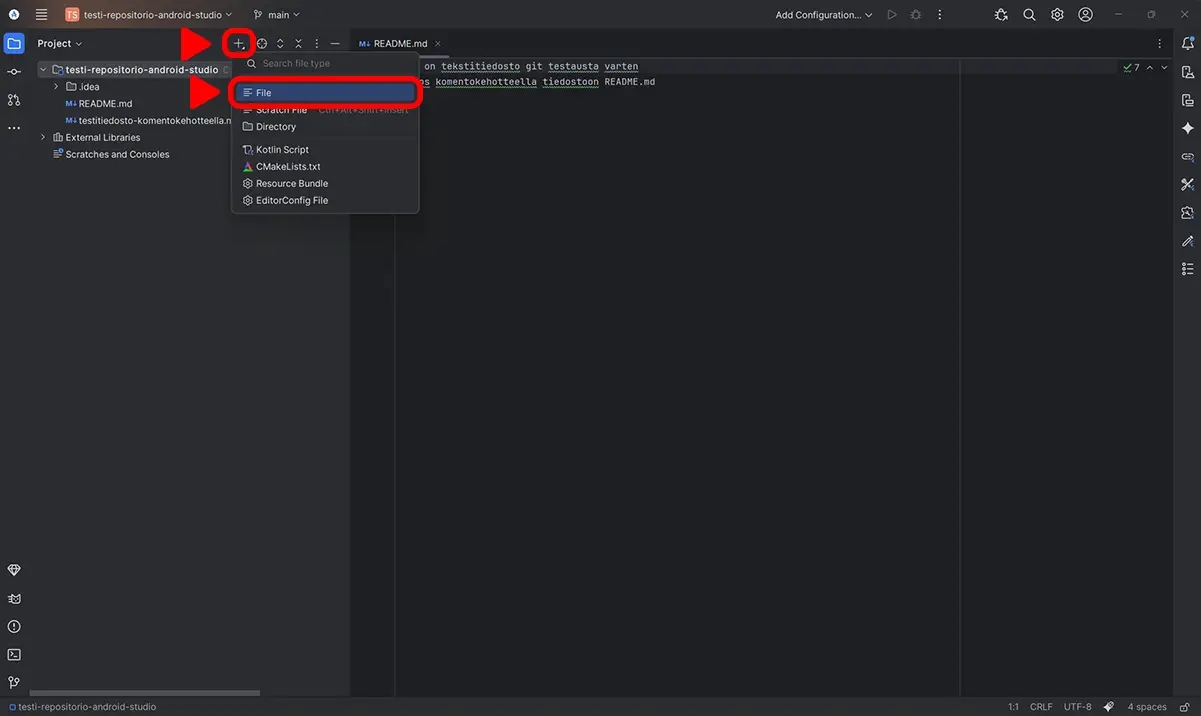 TS testi-repositorio-android-studio main Add Configuration...
Project
README.md
testi-repositorio-android-studio
.idea
README.md
testitiedosto-komentokehotteella.
External Libraries
Scratches and Consoles
Search file type
File
Scratch File Ctrl+Alt+Shift+Insert
Directory
Kotlin Script
CMakeLists.txt
Resource Bundle
EditorConfig File
on tekstitiedosto git testausta varten
komentokehotteella tiedostoon README.md
7
testi-repositorio-android-studio 1:1 CRLF UTF-8 4 spaces